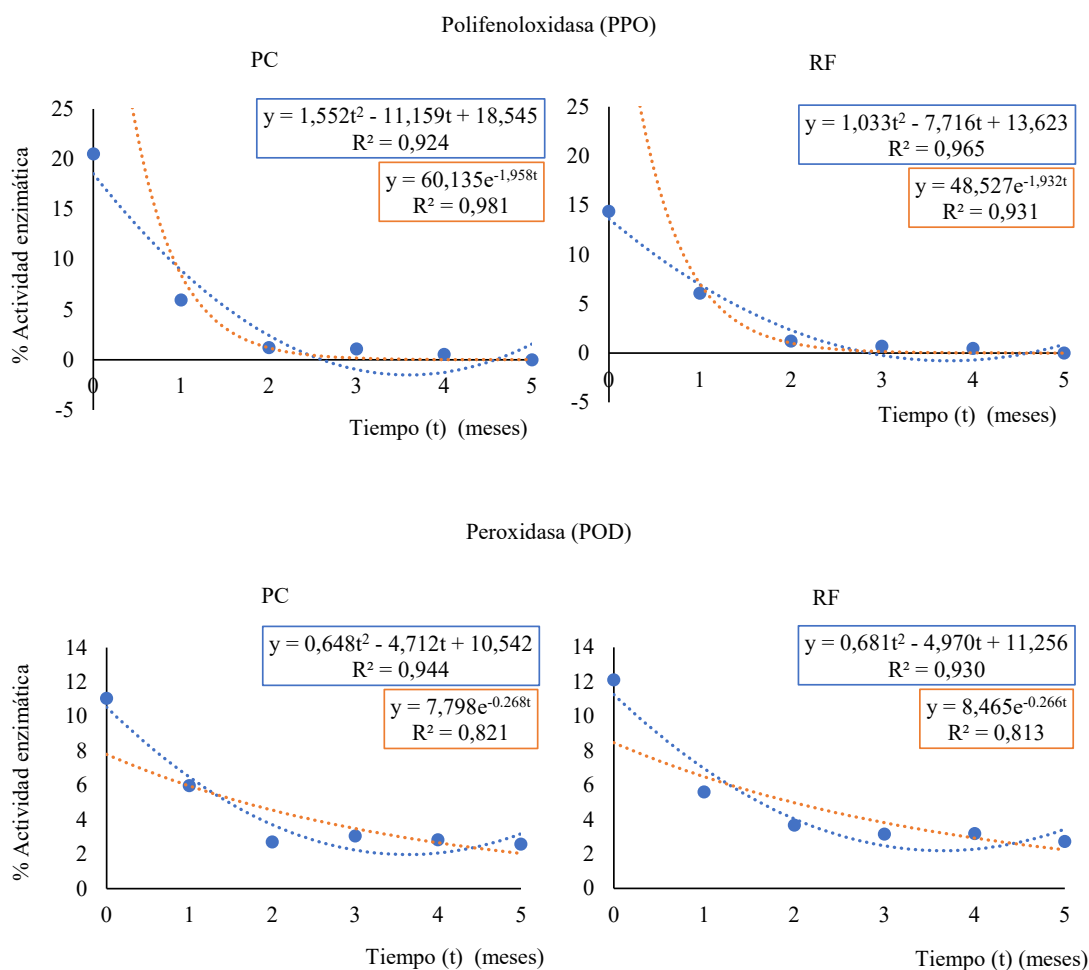 Polifenoloxidasa (PPO)
PC
RF
y = 1,552t² - 11,159t + 18,545
R² = 0,924
y = 60,135e^-1,958t
R² = 0,981
y = 1,033t² - 7,716t + 13,623
R² = 0,965
y = 48,527e^-1,932t
R² = 0,931
% Actividad enzimática
25
20
15
10
5
0
-5
0 1 2 3 4 5
Tiempo (t) (meses)
25
20
15
10
5
0
-5
0 1 2 3 4 5
Tiempo (t) (meses)
Peroxidasa (POD)
PC
RF
y = 0,648t² - 4,712t + 10,542
R² = 0,944
y = 7,798e^-0.268t
R² = 0,821
y = 0,681t² - 4,970t + 11,256
R² = 0,930
y = 8,465e^-0.266t
R² = 0,813
% Actividad enzimática
14
12
10
8
6
4
2
0
0 1 2 3 4 5
Tiempo (t) (meses)
14
12
10
8
6
4
2
0
0 1 2 3 4 5
Tiempo (t) (meses)